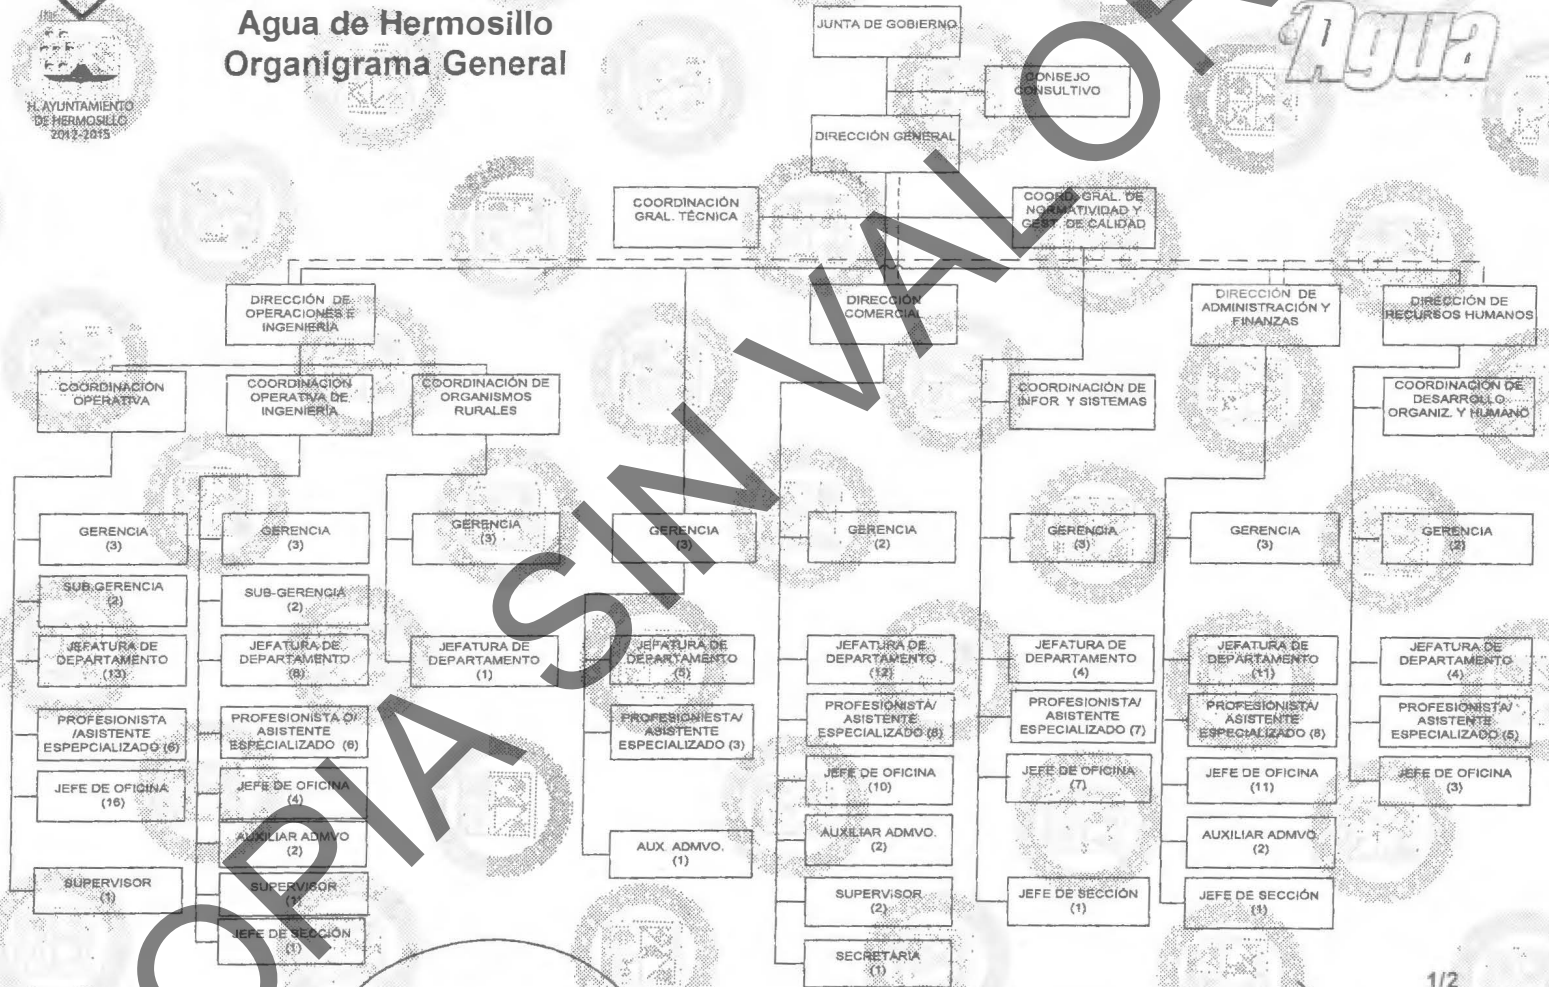 Agua de Hermosillo
Organigrama General
H. AYUNTAMIENTO
DE HERMOSILLO
2012-2015
Agua
JUNTA DE GOBIERNO
CONSEJO
CONSULTIVO
DIRECCIÓN GENERAL
COORDINACIÓN
GRAL. TÉCNICA
COORD. GRAL. DE
NORMATIVIDAD Y
GEST. DE CALIDAD
DIRECCIÓN DE
OPERACIONES E
INGENIERÍA
DIRECCIÓN
COMERCIAL
DIRECCIÓN DE
ADMINISTRACIÓN Y
FINANZAS
DIRECCIÓN DE
RECURSOS HUMANOS
COORDINACIÓN
OPERATIVA
COORDINACIÓN
OPERATIVA DE
INGENIERÍA
COORDINACIÓN DE
ORGANISMOS
RURALES
COORDINACIÓN DE
INFOR. Y SISTEMAS
COORDINACIÓN DE
DESARROLLO
ORGANIZ. Y HUMANO
GERENCIA
(3)
GERENCIA
(3)
GERENCIA
(3)
GERENCIA
(3)
GERENCIA
(2)
GERENCIA
(3)
GERENCIA
(3)
GERENCIA
(2)
SUB.GERENCIA
(2)
SUB-GERENCIA
(2)
JEFATURA DE
DEPARTAMENTO
(13)
JEFATURA DE
DEPARTAMENTO
(8)
JEFATURA DE
DEPARTAMENTO
(1)
JEFATURA DE
DEPARTAMENTO
(5)
JEFATURA DE
DEPARTAMENTO
(12)
JEFATURA DE
DEPARTAMENTO
(4)
JEFATURA DE
DEPARTAMENTO
(11)
JEFATURA DE
DEPARTAMENTO
(4)
PROFESIONISTA
/ASISTENTE
ESPEPCIALIZADO (6)
PROFESIONISTA O/
ASISTENTE
ESPECIALIZADO (6)
PROFESIONIESTA/
ASISTENTE
ESPECIALIZADO (3)
PROFESIONISTA/
ASISTENTE
ESPECIALIZADO (8)
PROFESIONISTA/
ASISTENTE
ESPECIALIZADO (7)
PROFESIONISTA/
ASISTENTE
ESPECIALIZADO (8)
PROFESIONISTA/
ASISTENTE
ESPECIALIZADO (5)
JEFE DE OFICINA
(16)
JEFE DE OFICINA
(4)
JEFE DE OFICINA
(10)
JEFE DE OFICINA
(7)
JEFE DE OFICINA
(11)
JEFE DE OFICINA
(3)
AUXILIAR ADMVO
(2)
AUX. ADMVO.
(1)
AUXILIAR ADMVO.
(2)
AUXILIAR ADMVO.
(2)
SUPERVISOR
(1)
SUPERVISOR
(1)
SUPERVISOR
(2)
JEFE DE SECCIÓN
(1)
JEFE DE SECCIÓN
(1)
JEFE DE SECCIÓN
(1)
SECRETARIA
(1)
OPIA SIN VALOR
1/2